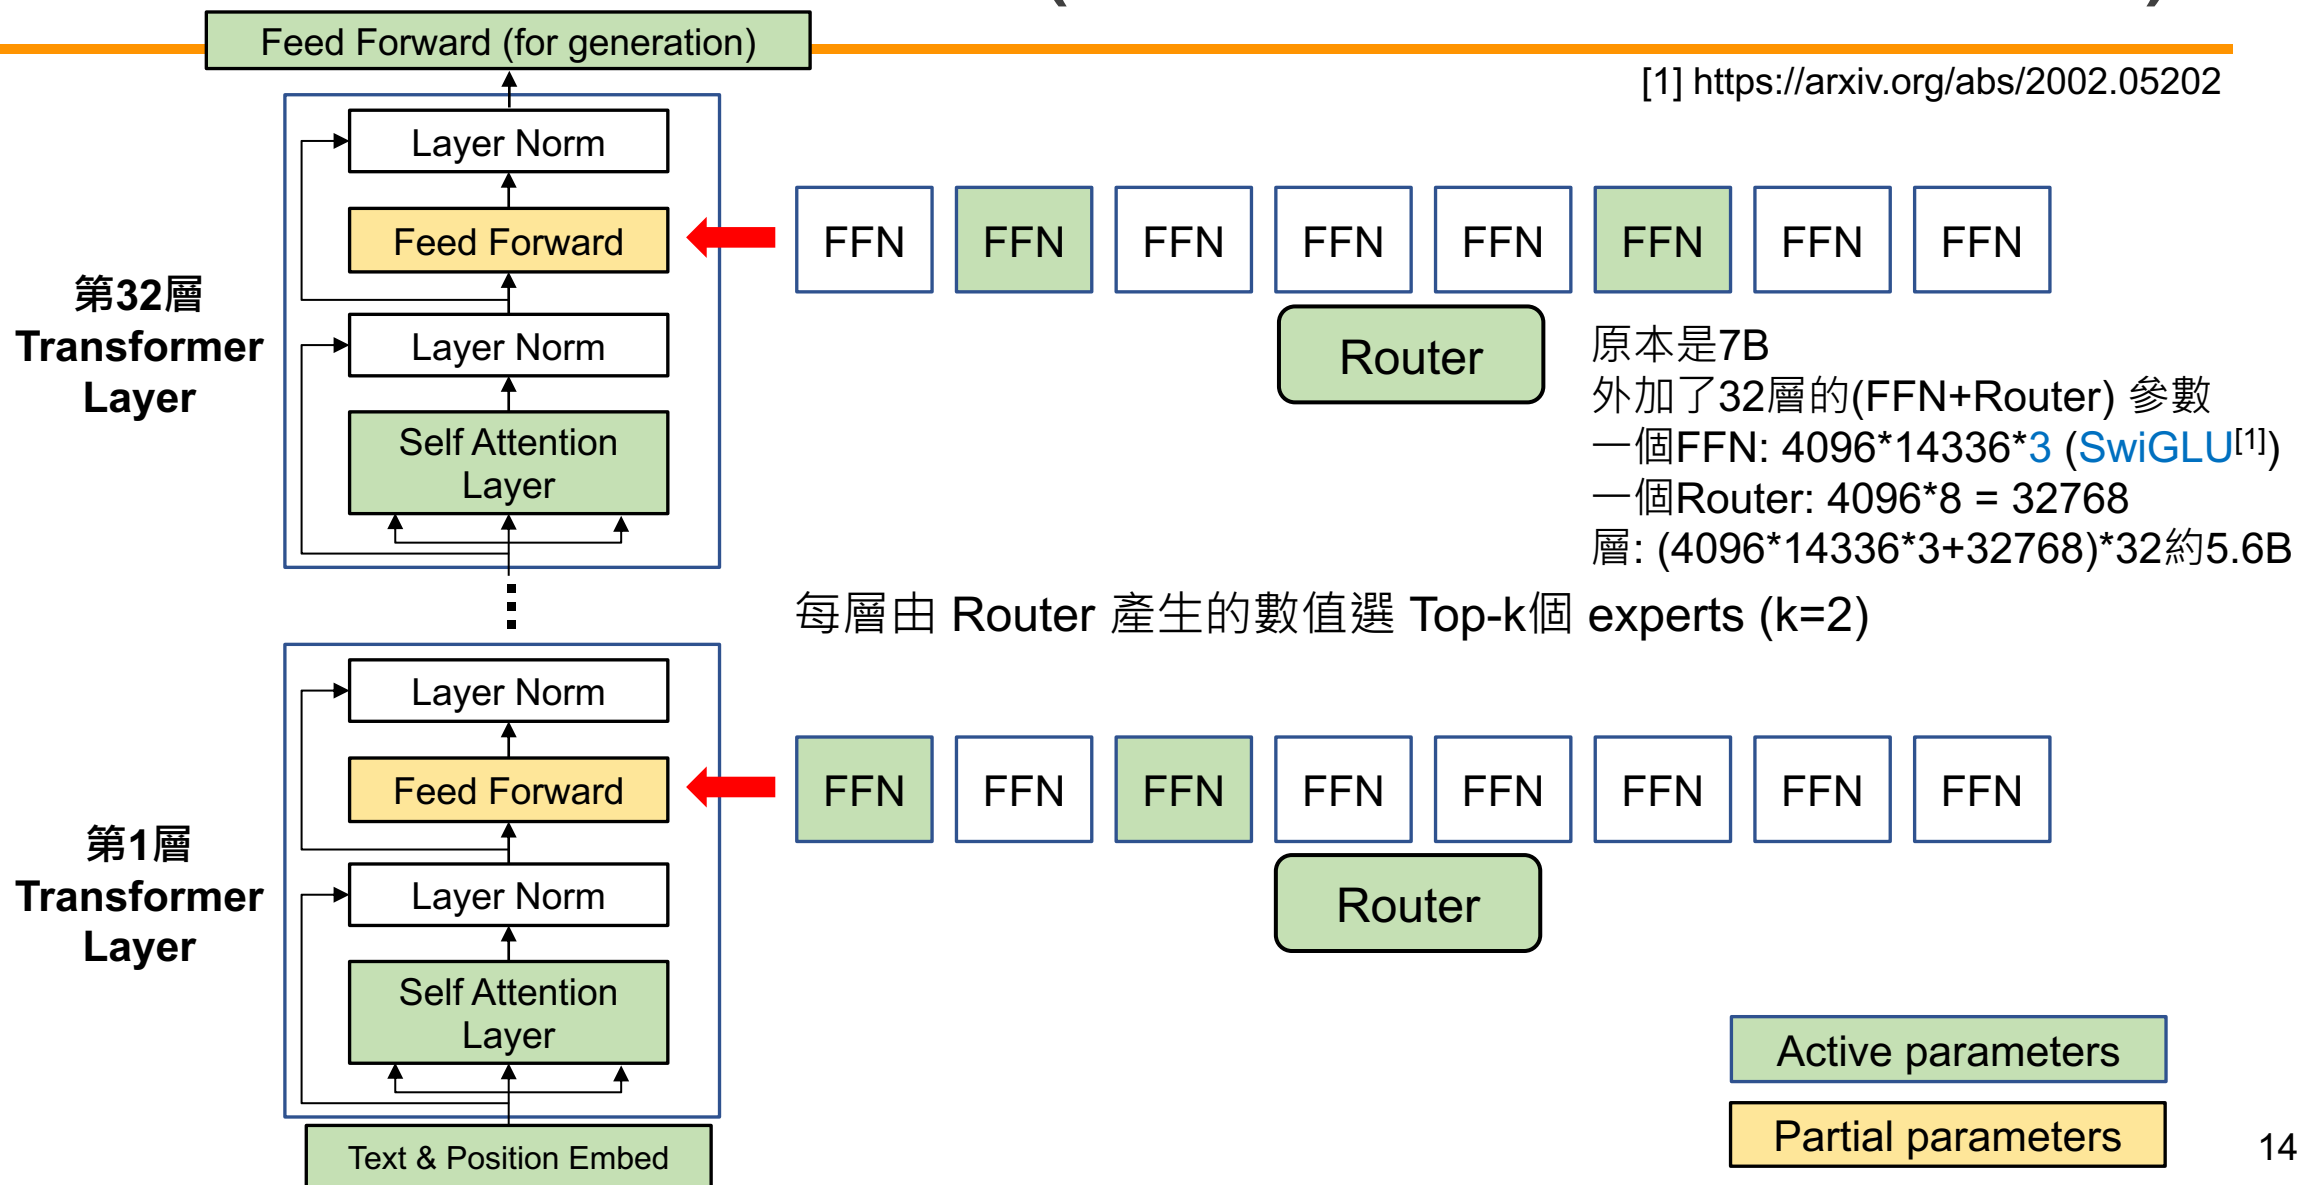 Feed Forward (for generation)
[1] https://arxiv.org/abs/2002.05202
Layer Norm
Feed Forward
Layer Norm
Self Attention
Layer
第32層
Transformer
Layer
FFN FFN FFN FFN FFN FFN FFN FFN
Router
原本是7B
外加了32層的(FFN+Router) 參數
一個FFN: 4096*14336*3 (SwiGLU[1])
一個Router: 4096*8 = 32768
層: (4096*14336*3+32768)*32約5.6B
每層由 Router 產生的數值選 Top-k個 experts (k=2)
Layer Norm
Feed Forward
Layer Norm
Self Attention
Layer
第1層
Transformer
Layer
FFN FFN FFN FFN FFN FFN FFN FFN
Router
Text & Position Embed
Active parameters
Partial parameters
14